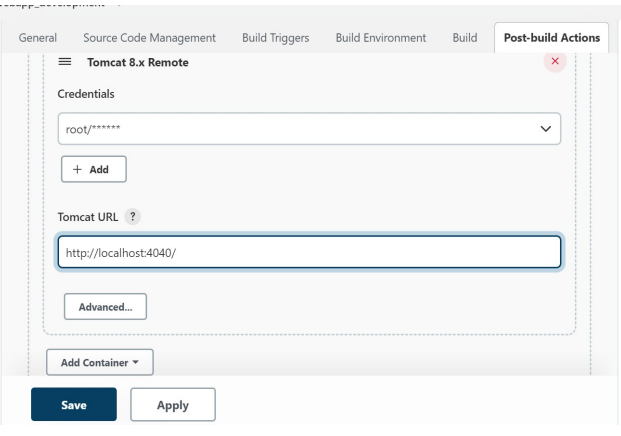 General Source Code Management Build Triggers Build Environment Build Post-build Actions
Tomcat 8.x Remote
Credentials
root/******
+ Add
Tomcat URL ?
http://localhost:4040/
Advanced...
Add Container
Save Apply